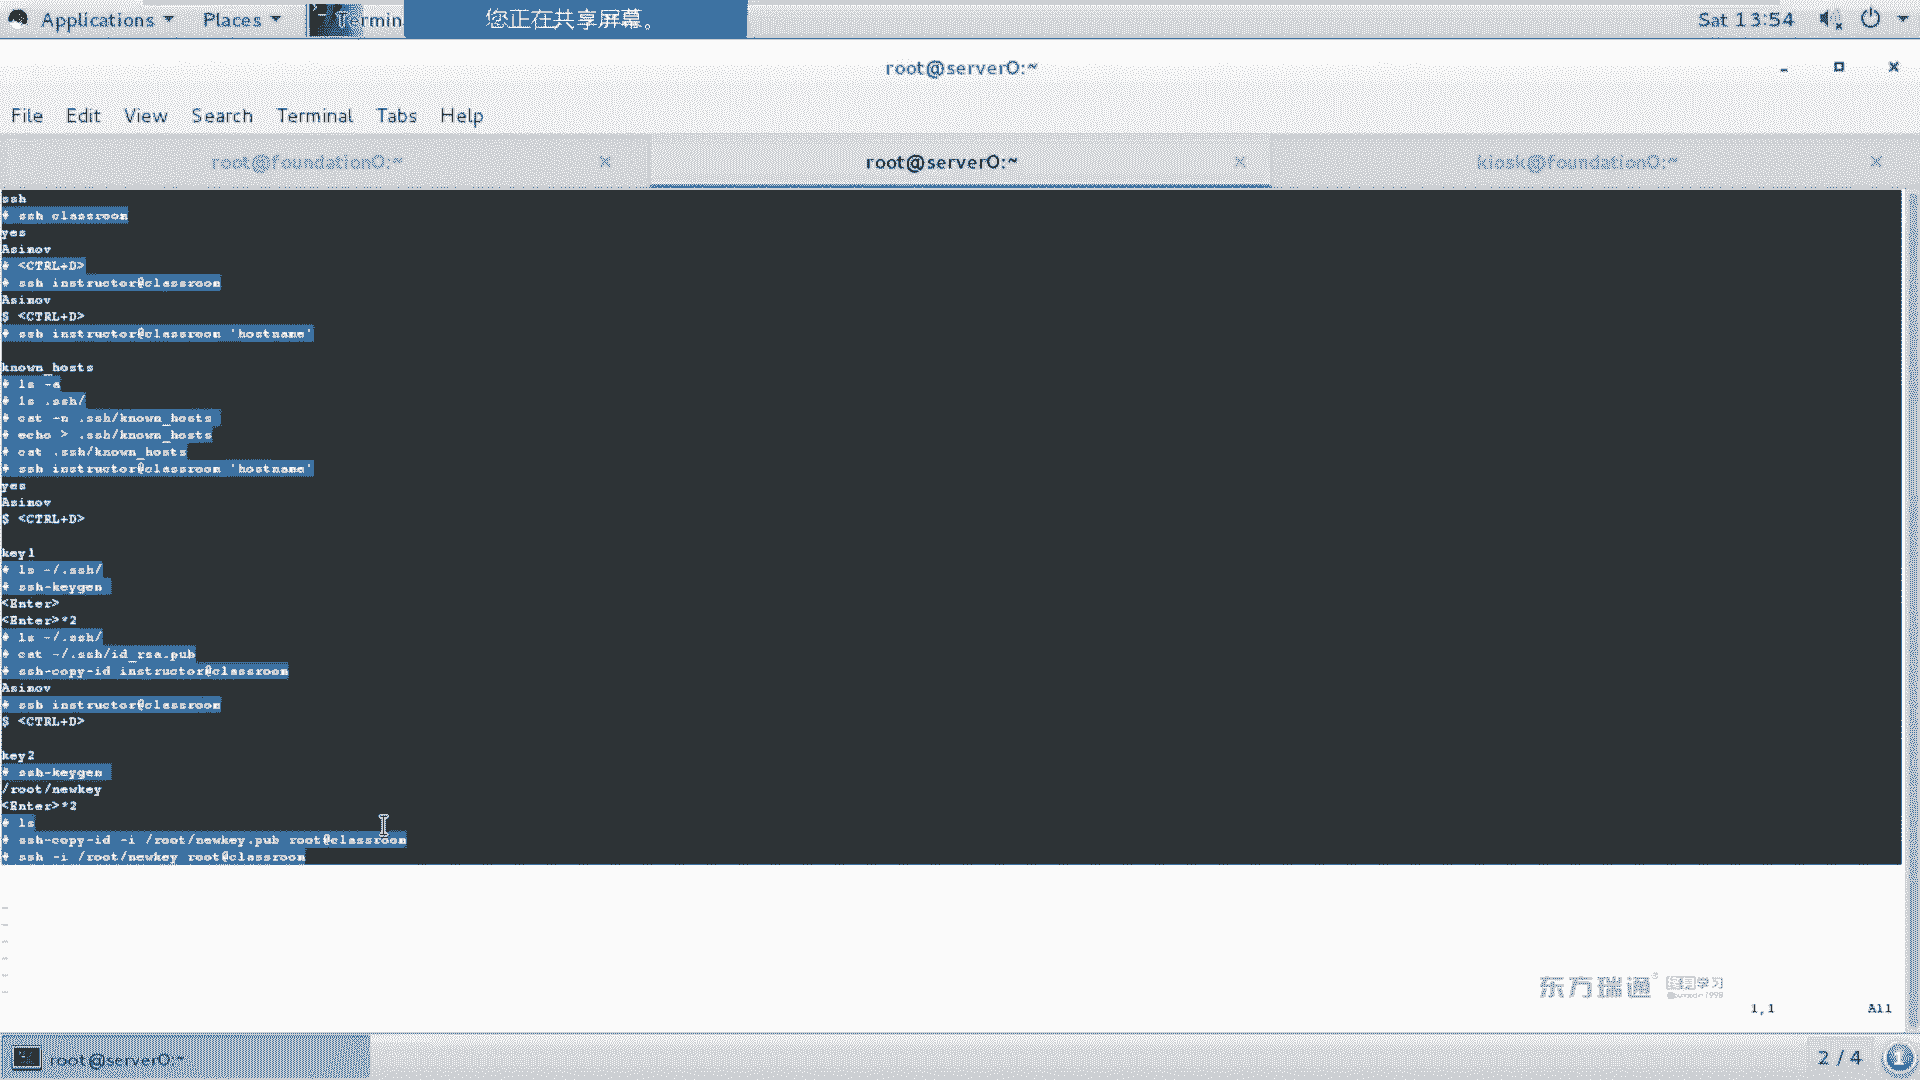 Applications
Places
Termin
您正在共享屏幕。
Sat 13:54
root@server0:~
File Edit View Search Terminal Tabs Help
root@foundation0:~
root@server0:~
kiosk@foundation0:~
ssh
# ssh classroom
yes
Asimov
# <CTRL+D>
# ssh instructor@classroom
Asimov
$ <CTRL+D>
# ssh instructor@classroom 'hostname'
known_hosts
# ls -a
# ls .ssh/
# cat -n .ssh/known_hosts
# echo > .ssh/known_hosts
# cat .ssh/known_hosts
# ssh instructor@classroom 'hostname'
yes
Asimov
$ <CTRL+D>
key1
# ls ~/.ssh/
# ssh-keygen
<Enter>
<Enter>*2
# ls ~/.ssh/
# cat ~/.ssh/id_rsa.pub
# ssh-copy-id instructor@classroom
Asimov
# ssh instructor@classroom
$ <CTRL+D>
key2
# ssh-keygen
/root/newkey
<Enter>*2
# ls
# ssh-copy-id -i /root/newkey.pub root@classroom
# ssh -i /root/newkey root@classroom
~
~
~
~
~
~
东方瑞通
学习
1,1
All
root@server0:~
2 / 4
1